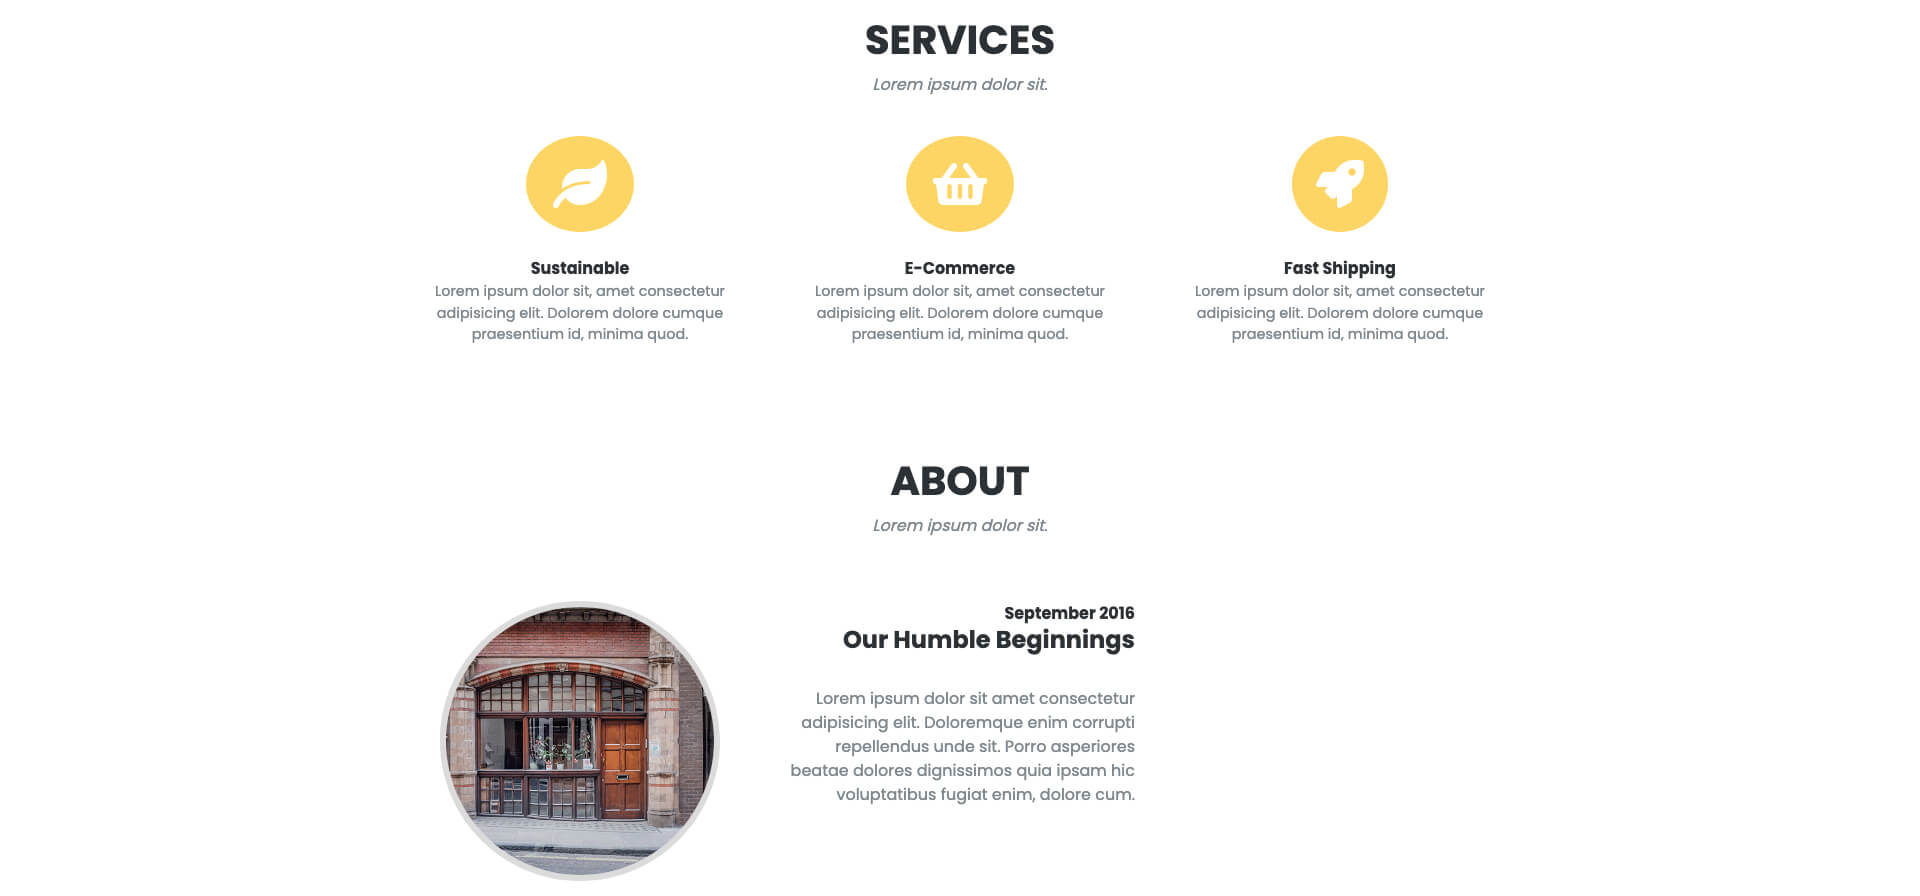 SERVICES
Lorem ipsum dolor sit.
Sustainable
Lorem ipsum dolor sit, amet consectetur
adipisicing elit. Dolorem dolore cumque
praesentium id, minima quod.
E-Commerce
Lorem ipsum dolor sit, amet consectetur
adipisicing elit. Dolorem dolore cumque
praesentium id, minima quod.
Fast Shipping
Lorem ipsum dolor sit, amet consectetur
adipisicing elit. Dolorem dolore cumque
praesentium id, minima quod.
ABOUT
Lorem ipsum dolor sit.
September 2016
Our Humble Beginnings
Lorem ipsum dolor sit amet consectetur
adipisicing elit. Doloremque enim corrupti
repellendus unde sit. Porro asperiores
beatae dolores dignissimos quia ipsam hic
voluptatibus fugiat enim, dolore cum.